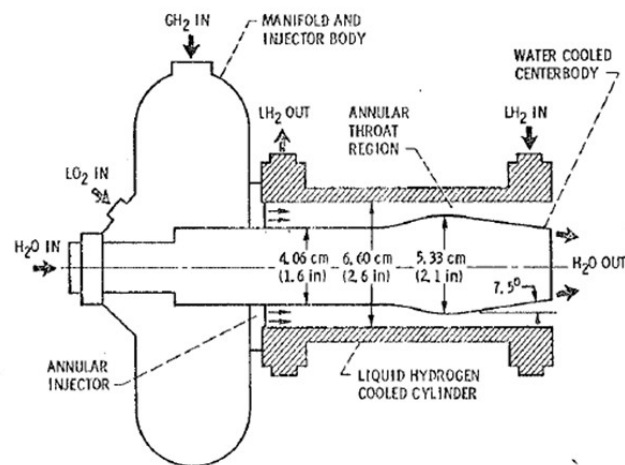 GH2 IN
MANIFOLD AND
INJECTOR BODY
WATER COOLED
CENTERBODY
LH2 OUT
ANNULAR
THROAT
REGION
LH2 IN
LO2 IN
H2O IN
4.06 cm
(1.6 in)
6.60 cm
(2.6 in)
5.33 cm
(2.1 in)
H2O OUT
7.5°
ANNULAR
INJECTOR
LIQUID HYDROGEN
COOLED CYLINDER